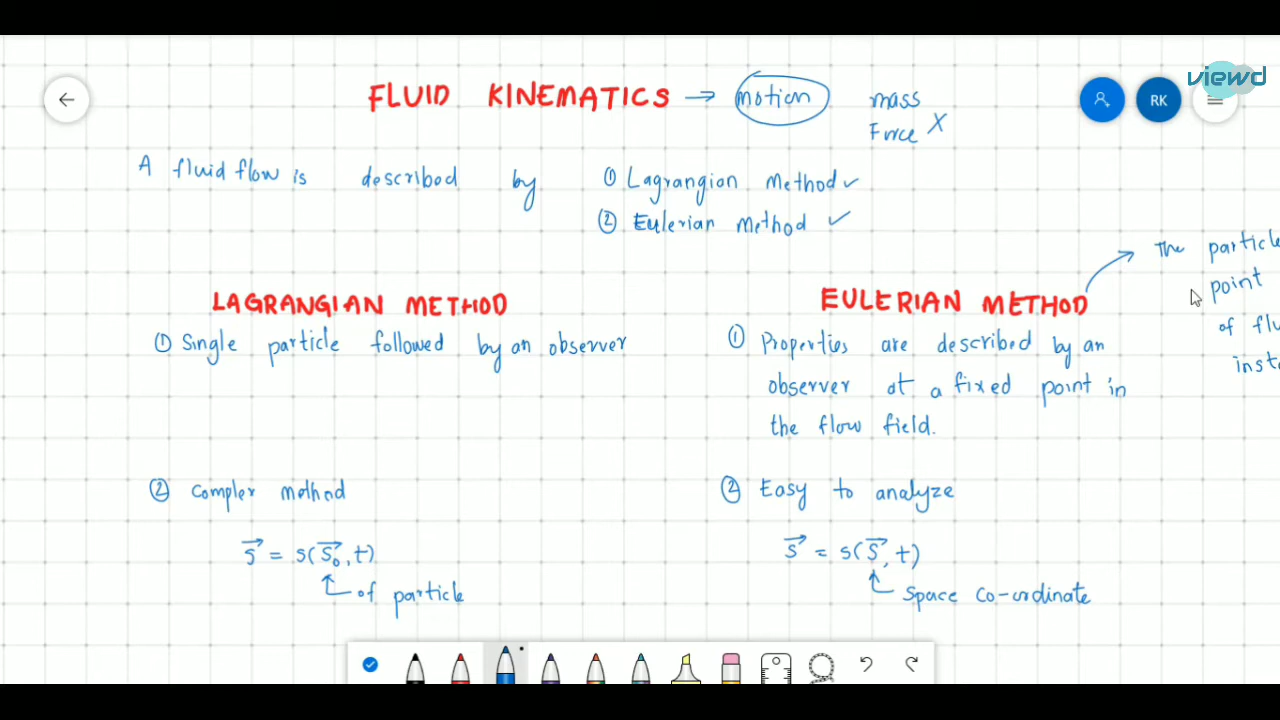 viewd
FLUID KINEMATICS → motion mass
Force X
RK
A fluid flow is described by ① Lagrangian Method ✓
② Eulerian Method ✓
LAGRANGIAN METHOD
① Single particle followed by an observer
② Complex method
s⃗ = s(s⃗₀, t)
of particle
EULERIAN METHOD
① Properties are described by an
observer at a fixed point in
the flow field.
② Easy to analyze
s⃗ = s(s⃗, t)
Space co-ordinate
The particle
point
of flu
inst